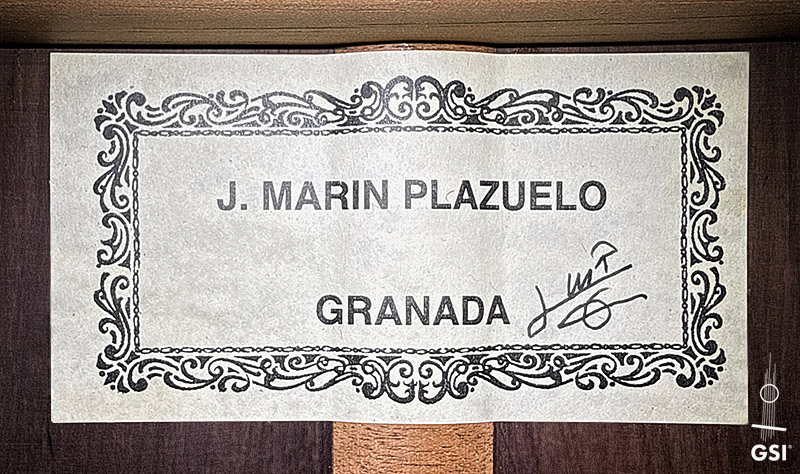 J. MARIN PLAZUELO
GRANADA
GSI